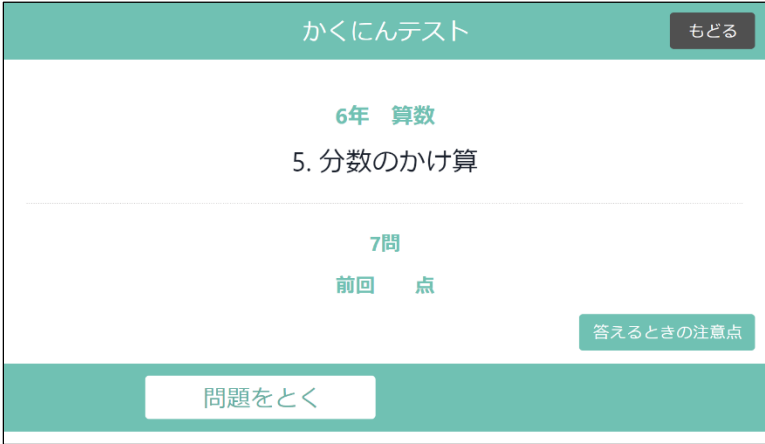 かくにんテスト
もどる
6年 算数
5. 分数のかけ算
7問
前回 点
答えるときの注意点
問題をとく